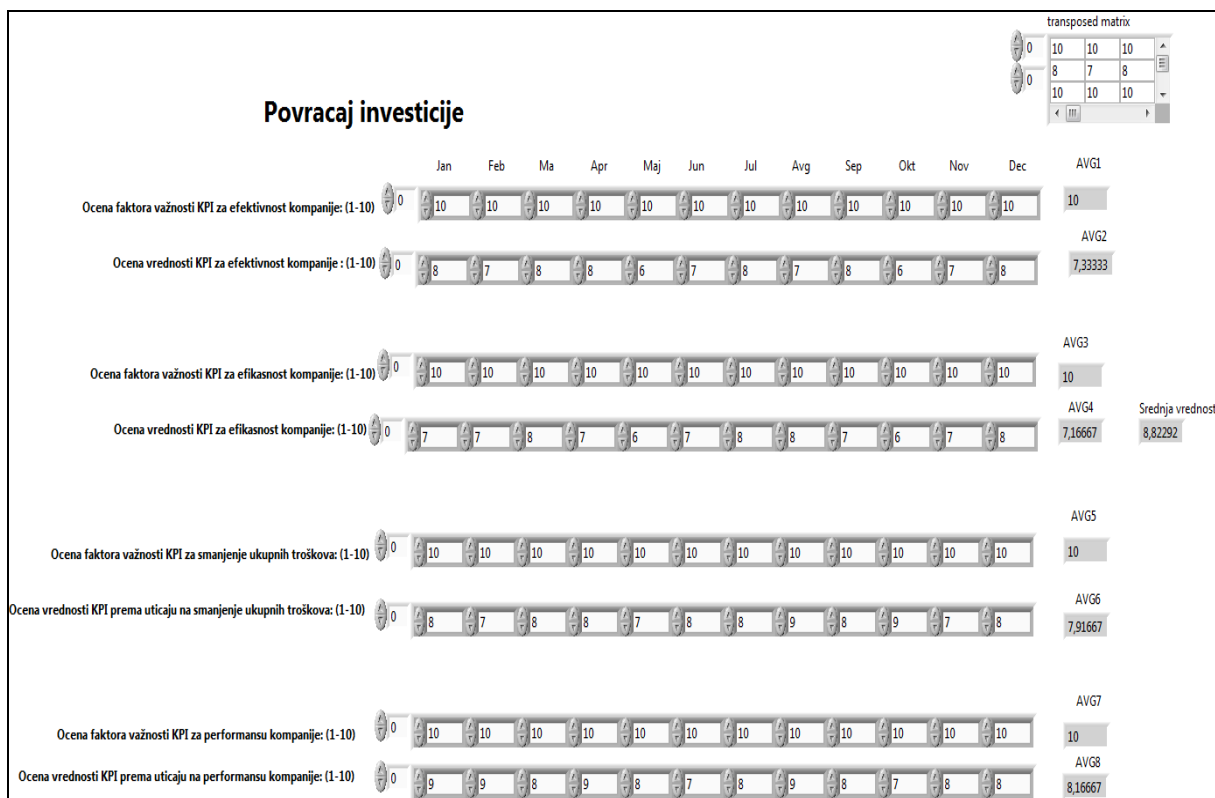 transposed matrix
0 10 10 10
0 8 7 8
10 10 10
Povracaj investicije
Jan Feb Ma Apr Maj Jun Jul Avg Sep Okt Nov Dec AVG1
Ocena faktora važnosti KPI za efektivnost kompanije: (1-10) 0 10 10 10 10 10 10 10 10 10 10 10 10 10
AVG2
Ocena vrednosti KPI za efektivnost kompanije : (1-10) 0 8 7 8 8 6 7 8 7 8 6 7 8 7,33333
AVG3
Ocena faktora važnosti KPI za efikasnost kompanije: (1-10) 0 10 10 10 10 10 10 10 10 10 10 10 10 10
AVG4 Srednja vrednost
Ocena vrednosti KPI za efikasnost kompanije: (1-10) 0 7 7 8 7 6 7 8 8 7 6 7 8 7,16667 8,82292
AVG5
Ocena faktora važnosti KPI za smanjenje ukupnih troškova: (1-10) 0 10 10 10 10 10 10 10 10 10 10 10 10 10
AVG6
Ocena vrednosti KPI prema uticaju na smanjenje ukupnih troškova: (1-10) 0 8 7 8 8 7 8 8 9 8 9 7 8 7,91667
AVG7
Ocena faktora važnosti KPI za performansu kompanije: (1-10) 0 10 10 10 10 10 10 10 10 10 10 10 10 10
AVG8
Ocena vrednosti KPI prema uticaju na performansu kompanije: (1-10) 0 9 9 8 9 8 7 8 9 8 7 8 8 8,16667